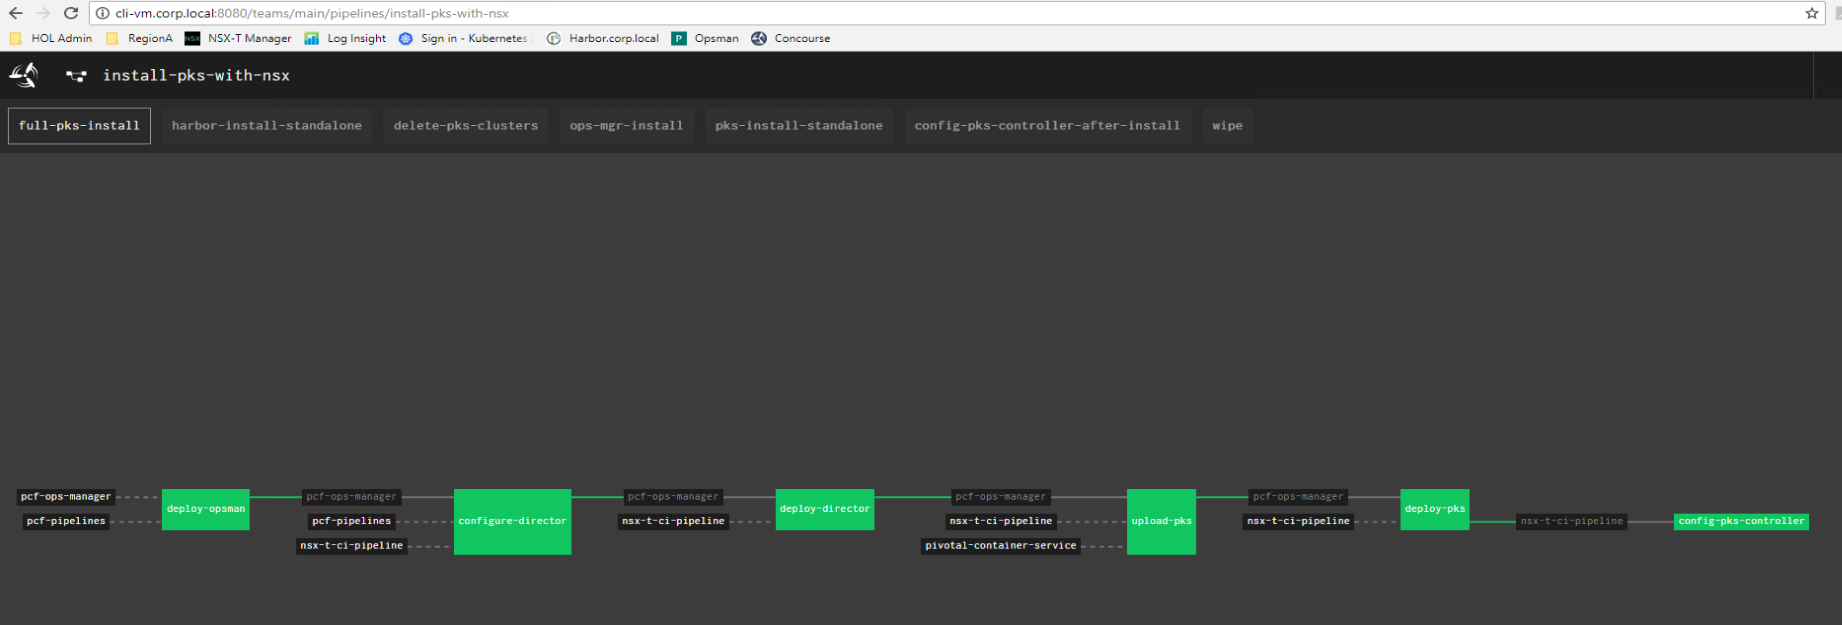 cli-vm.corp.local:8080/teams/main/pipelines/install-pks-with-nsx
HOL Admin RegionA NSX NSX-T Manager Log Insight Sign in - Kubernetes Harbor.corp.local P Opsman Concourse
install-pks-with-nsx
full-pks-install harbor-install-standalone delete-pks-clusters ops-mgr-install pks-install-standalone config-pks-controller-after-install wipe
pcf-ops-manager pcf-ops-manager pcf-ops-manager pcf-ops-manager pcf-ops-manager
deploy-opsman deploy-director deploy-pks
pcf-pipelines pcf-pipelines configure-director nsx-t-ci-pipeline nsx-t-ci-pipeline upload-pks nsx-t-ci-pipeline nsx-t-ci-pipeline config-pks-controller
nsx-t-ci-pipeline pivotal-container-service